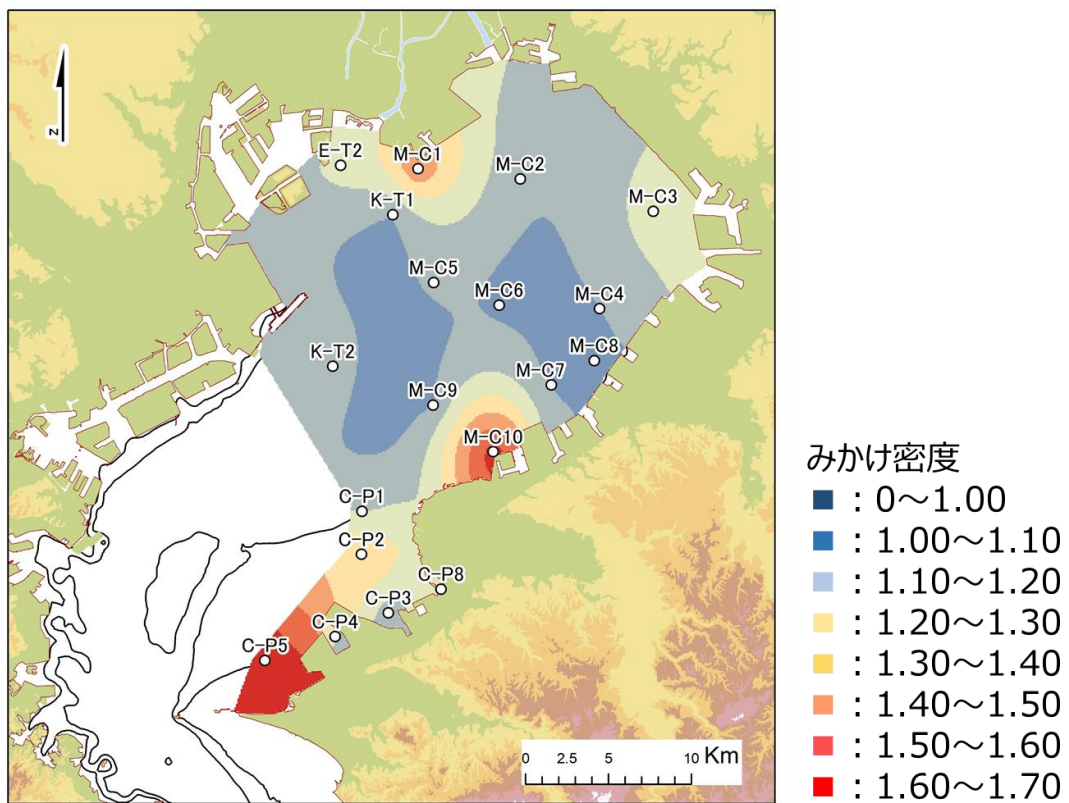 N
E-T2
M-C1
M-C2
M-C3
K-T1
M-C5
M-C6
M-C4
K-T2
M-C8
M-C7
M-C9
M-C10
C-P1
C-P2
C-P8
C-P3
C-P4
C-P5
0 2.5 5 10 Km
みかけ密度
：0～1.00
：1.00～1.10
：1.10～1.20
：1.20～1.30
：1.30～1.40
：1.40～1.50
：1.50～1.60
：1.60～1.70